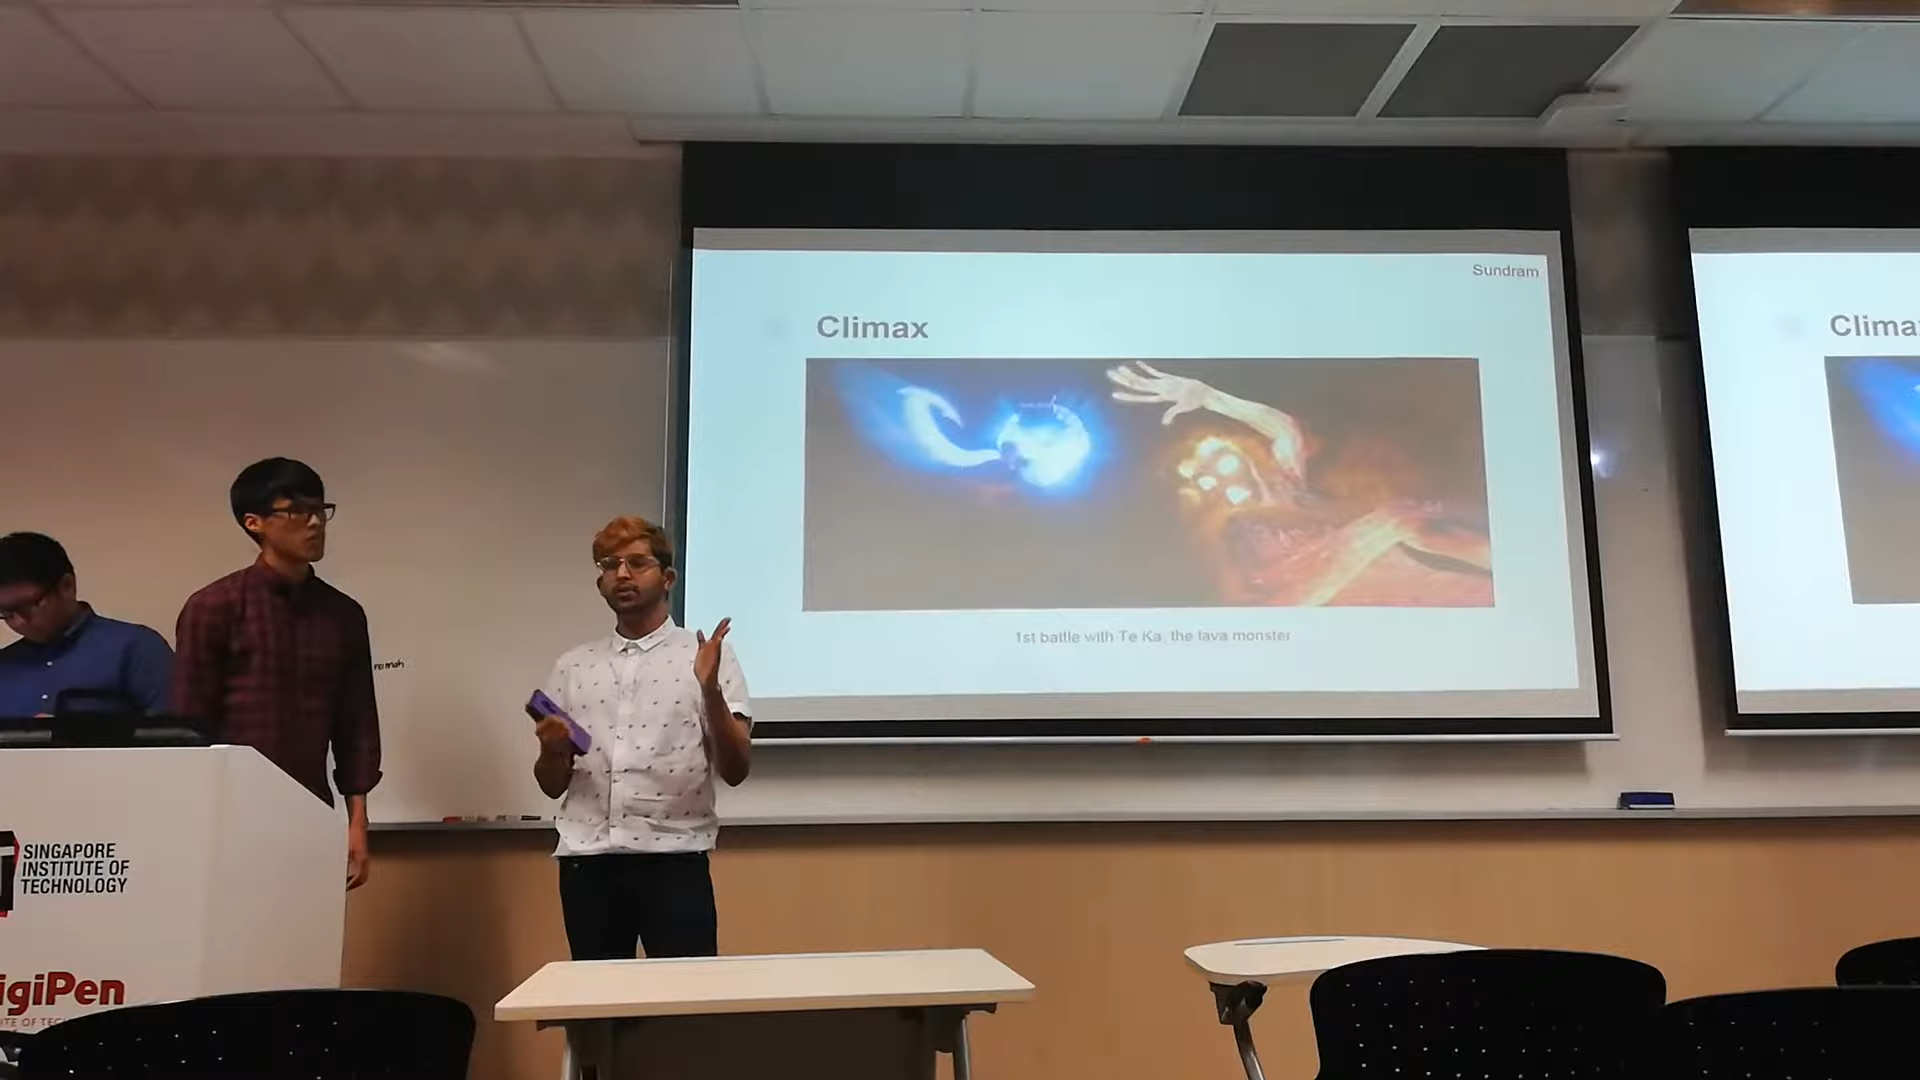 Sundram
Climax
1st battle with Te Ka, the lava monster
Clima
SINGAPORE
INSTITUTE OF
TECHNOLOGY
igiPen